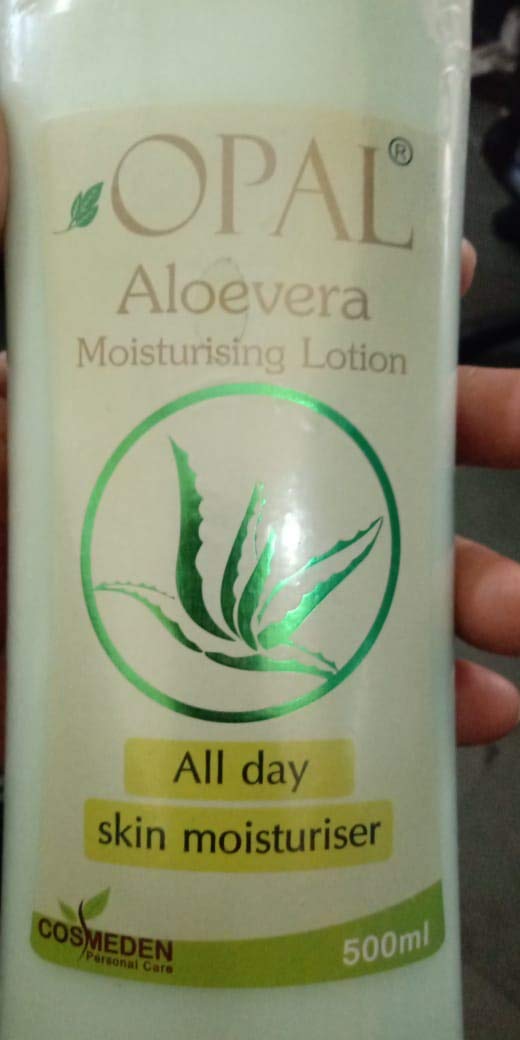 OPAL®
Aloevera
Moisturising Lotion
All day
skin moisturiser
COSMEDEN
Personal Care
500ml